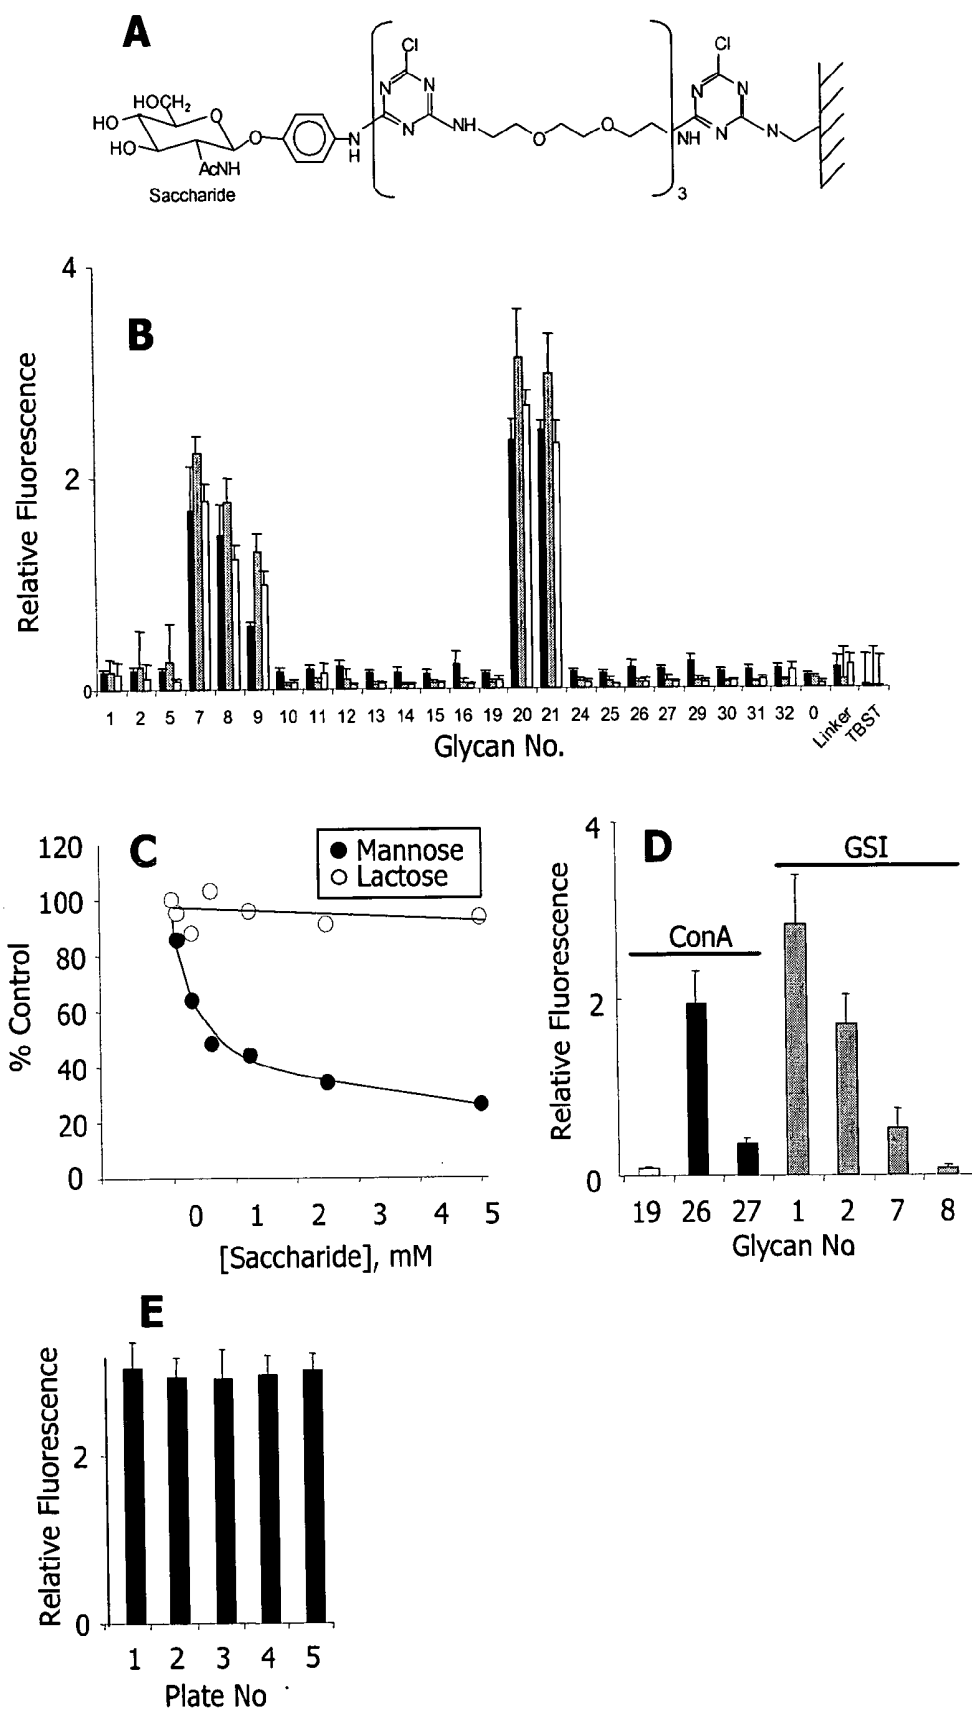 A
Cl
Cl
N
N
N
N
HOCH2
HO
O
O
N
NH
O
O
N
N
HO
N
H
O
NH
AcNH
Saccharide
3
B
Relative Fluorescence
4
2
0
1 2 5 7 8 9 10 11 12 13 14 15 16 19 20 21 24 25 26 27 29 30 31 32 0 Linker TBST
Glycan No.
C
Mannose
Lactose
% Control
120
100
80
60
40
20
0
0 1 2 3 4 5
[Saccharide], mM
D
GSI
ConA
Relative Fluorescence
4
2
0
19 26 27 1 2 7 8
Glycan No
E
Relative Fluorescence
2
0
1 2 3 4 5
Plate No